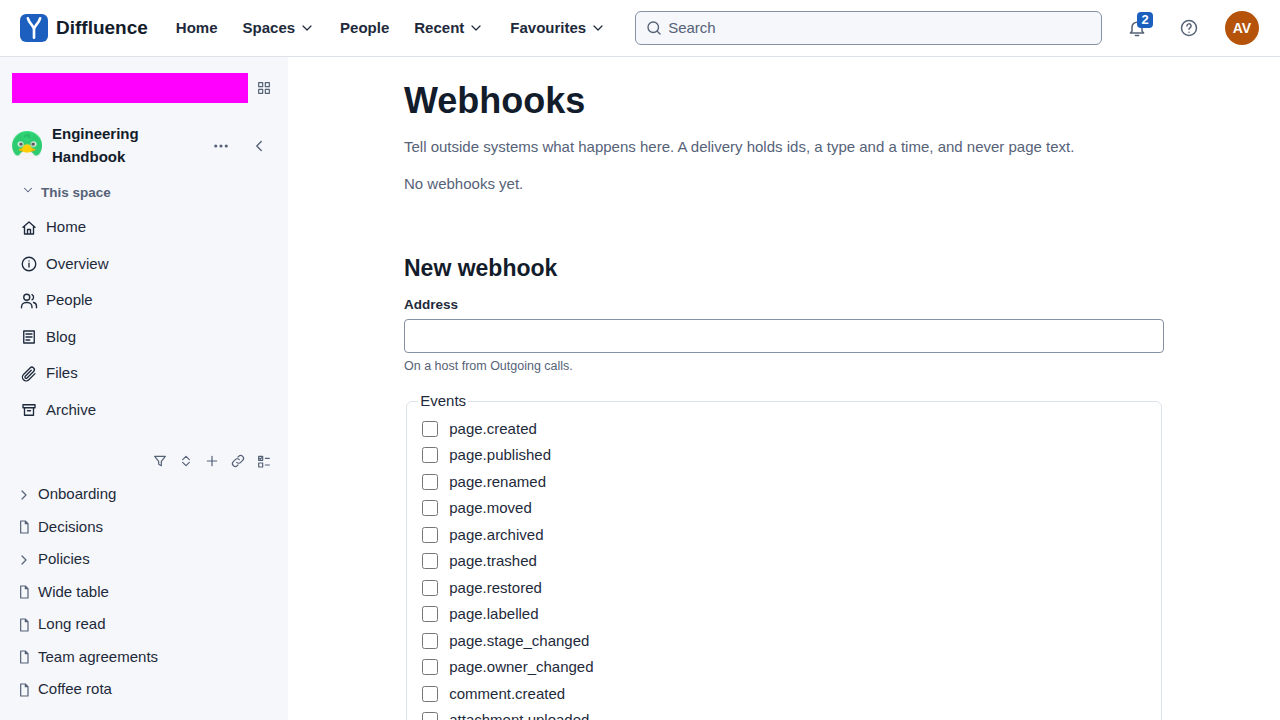 Diffluence
Home
Spaces
People
Recent
Favourites
Search
2
AV
Engineering
Handbook
This space
Home
Overview
People
Blog
Files
Archive
Onboarding
Decisions
Policies
Wide table
Long read
Team agreements
Coffee rota
Webhooks
Tell outside systems what happens here. A delivery holds ids, a type and a time, and never page text.
No webhooks yet.
New webhook
Address
On a host from Outgoing calls.
Events
page.created
page.published
page.renamed
page.moved
page.archived
page.trashed
page.restored
page.labelled
page.stage_changed
page.owner_changed
comment.created
attachment.uploaded